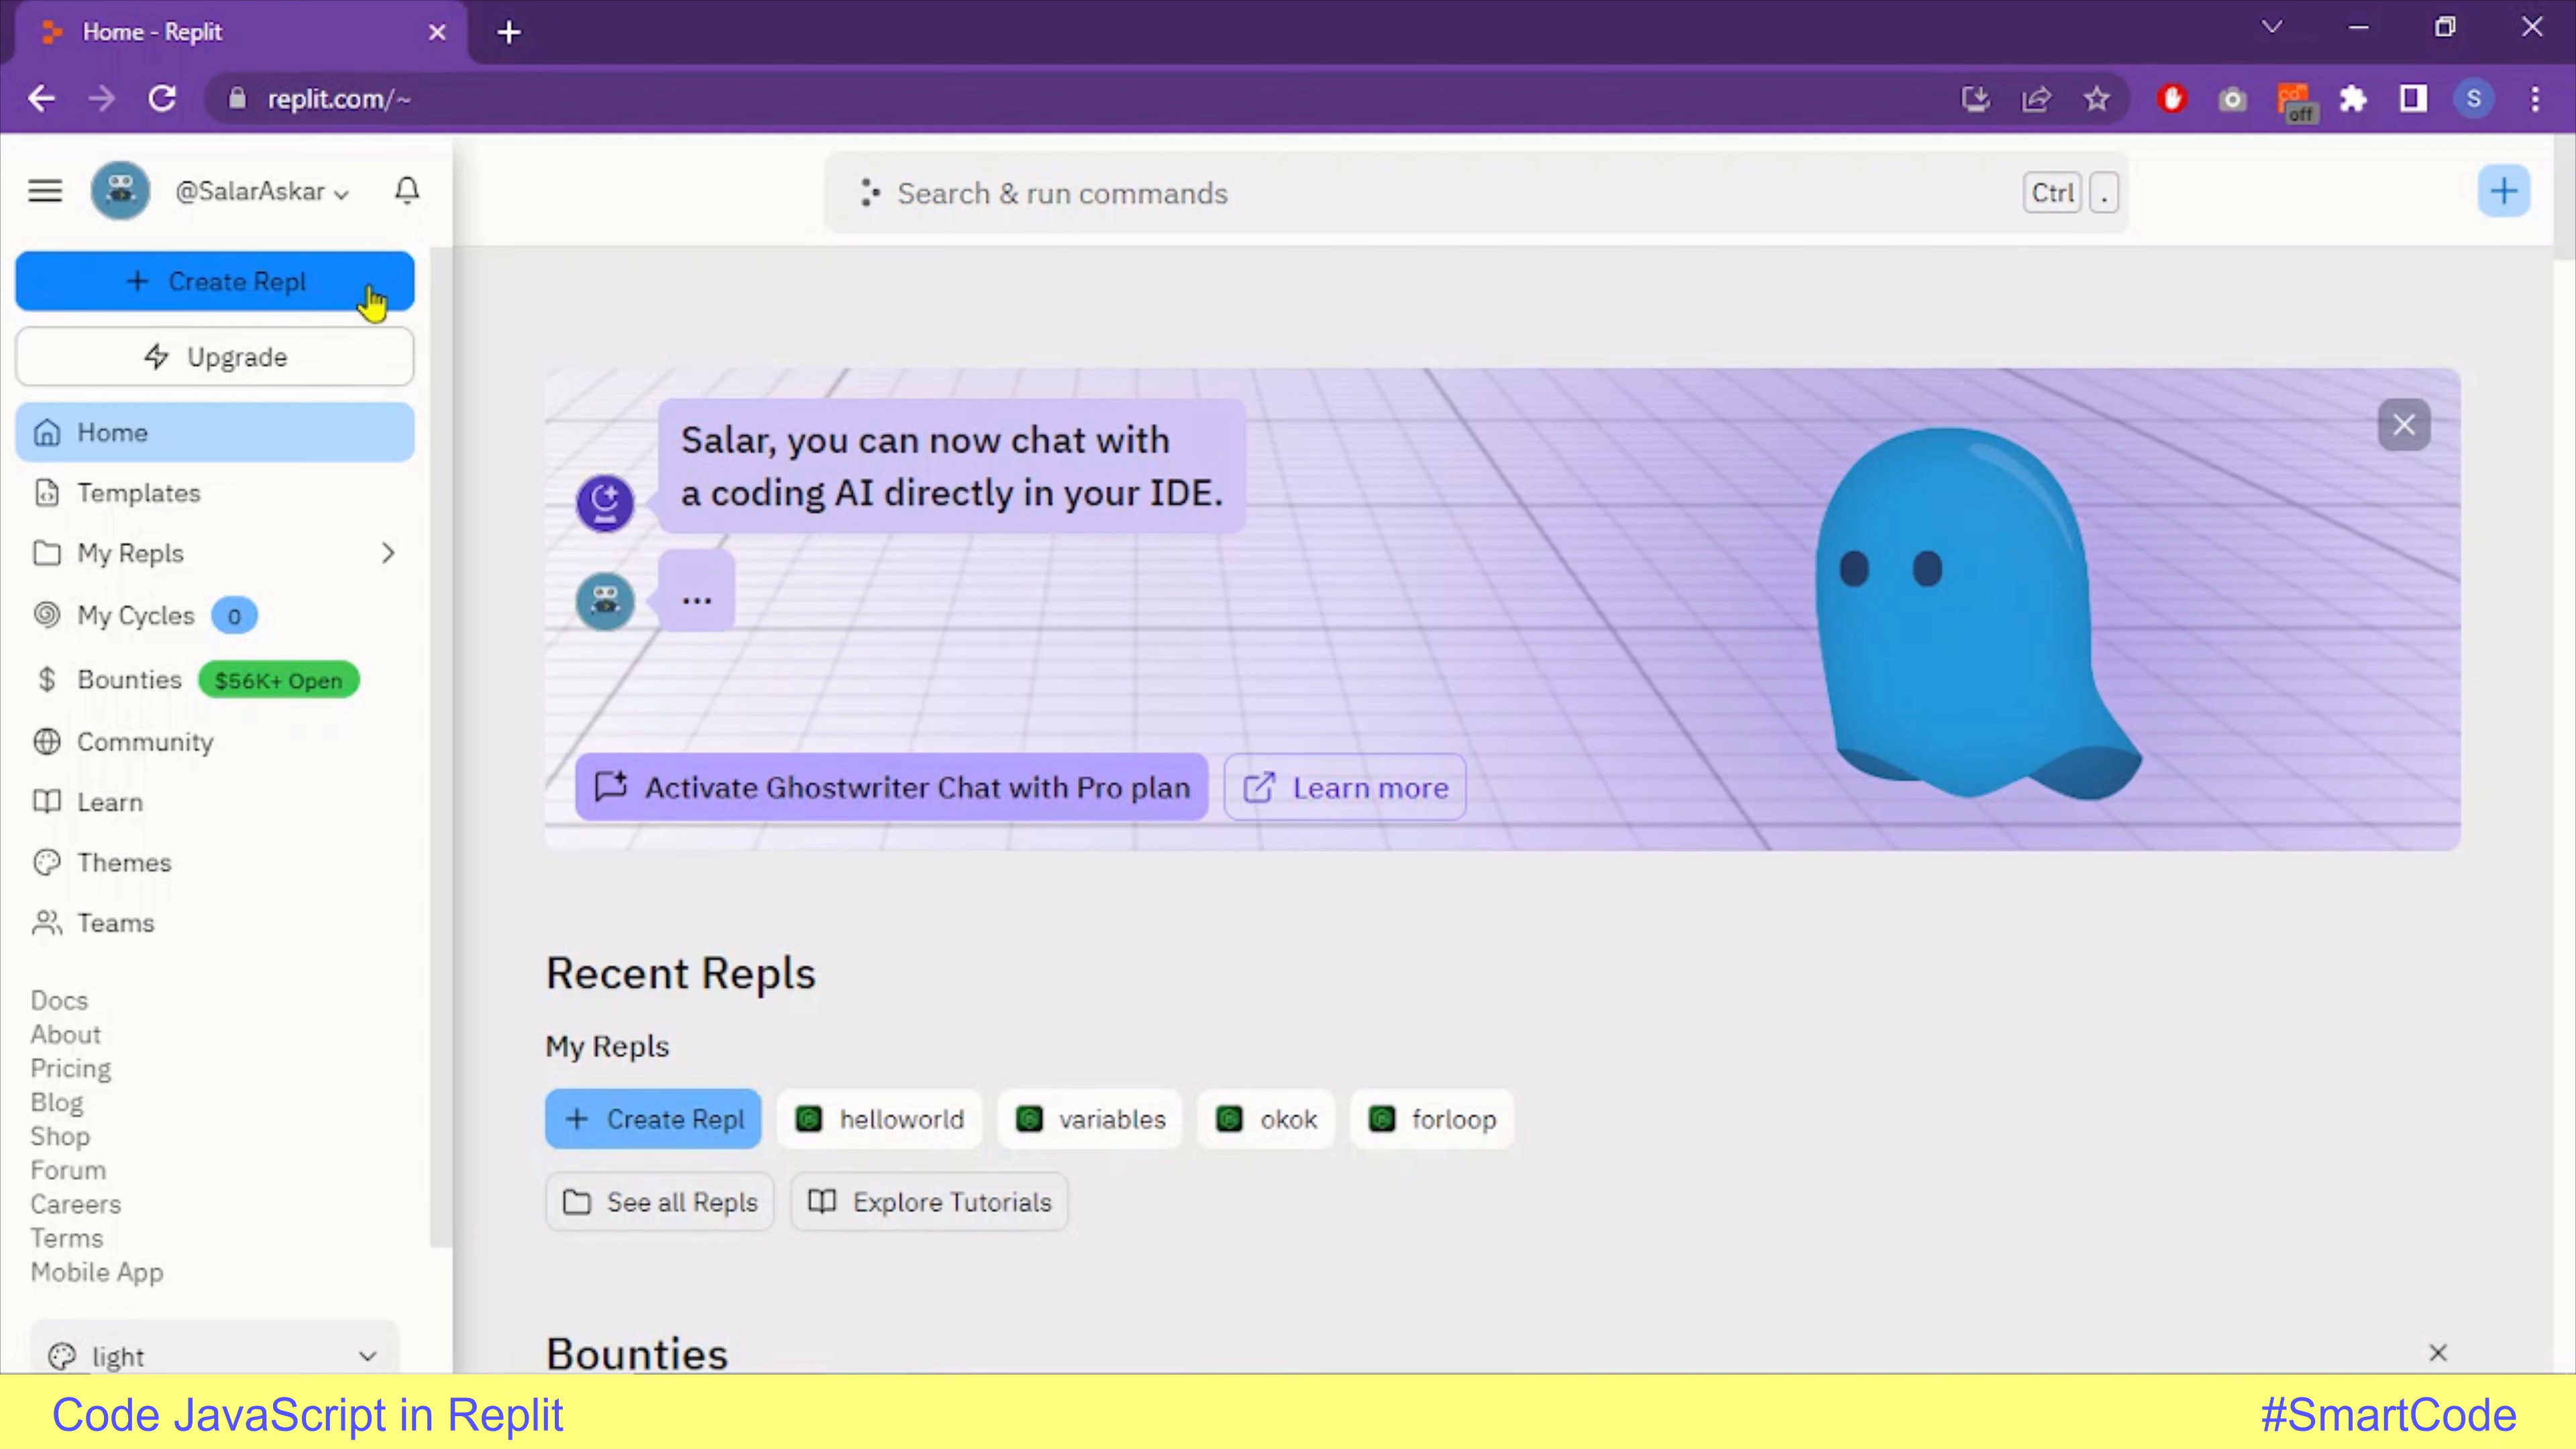 Home - Replit
replit.com/~
off
S
@SalarAskar
Search & run commands
Ctrl .
+ Create Repl
Upgrade
Home
Templates
My Repls
My Cycles 0
Bounties $56K+ Open
Community
Learn
Themes
Teams
Docs
About
Pricing
Blog
Shop
Forum
Careers
Terms
Mobile App
light
Salar, you can now chat with
a coding AI directly in your IDE.
...
Activate Ghostwriter Chat with Pro plan
Learn more
Recent Repls
My Repls
+ Create Repl
helloworld
variables
okok
forloop
See all Repls
Explore Tutorials
Bounties
Code JavaScript in Replit
#SmartCode